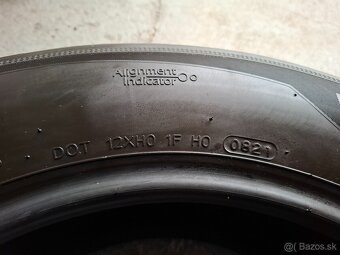 Alignment
Indicator
DOT 12XH0 1F H0 0821
Bazos.sk